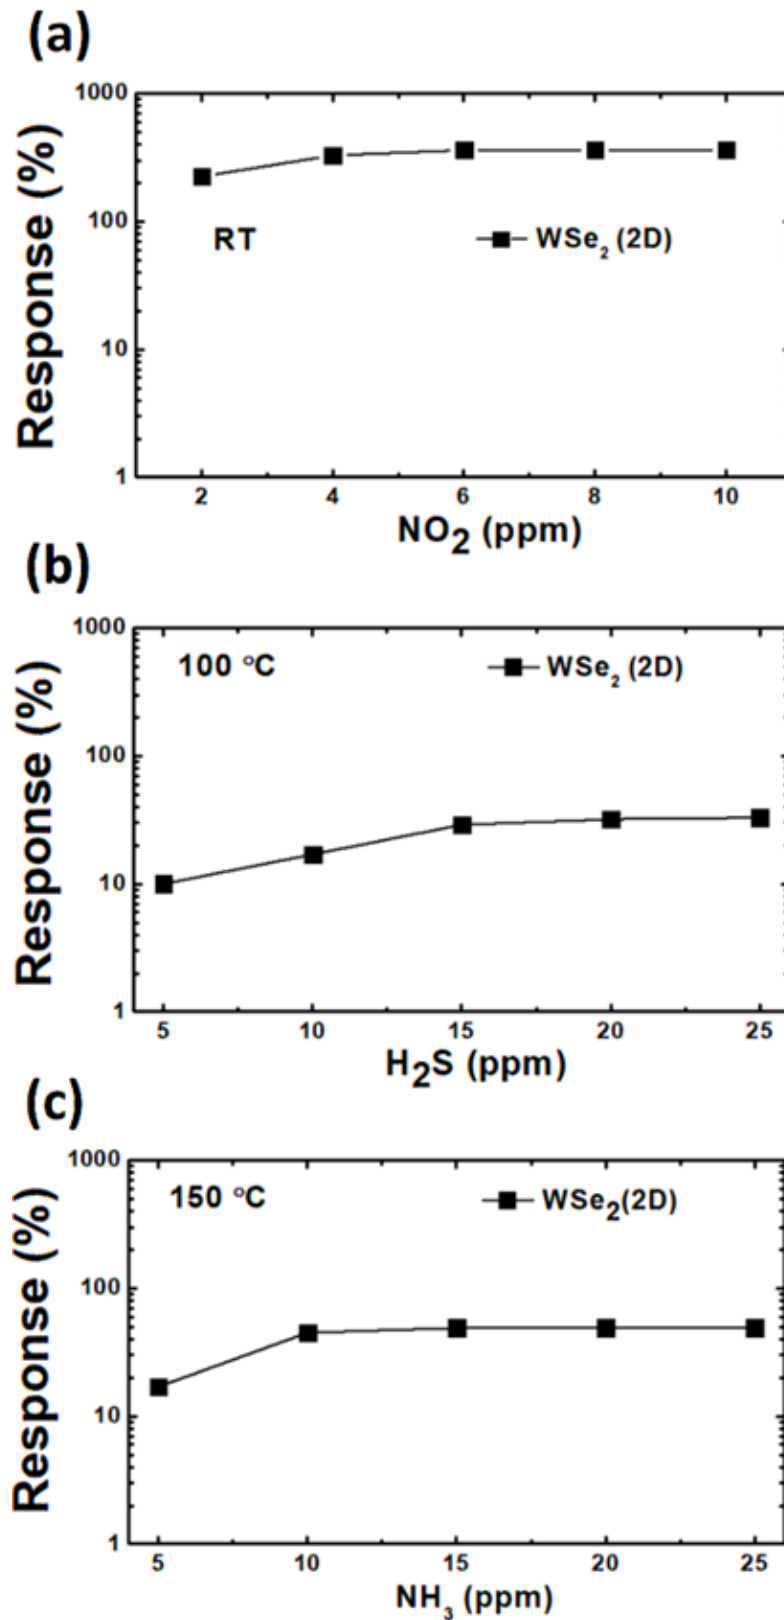 (a)
Response (%)
1000
100
10
1
RT
WSe₂ (2D)
2 4 6 8 10
NO₂ (ppm)
(b)
Response (%)
1000
100
10
1
100 °C
WSe₂ (2D)
5 10 15 20 25
H₂S (ppm)
(c)
Response (%)
1000
100
10
1
150 °C
WSe₂(2D)
5 10 15 20 25
NH₃ (ppm)